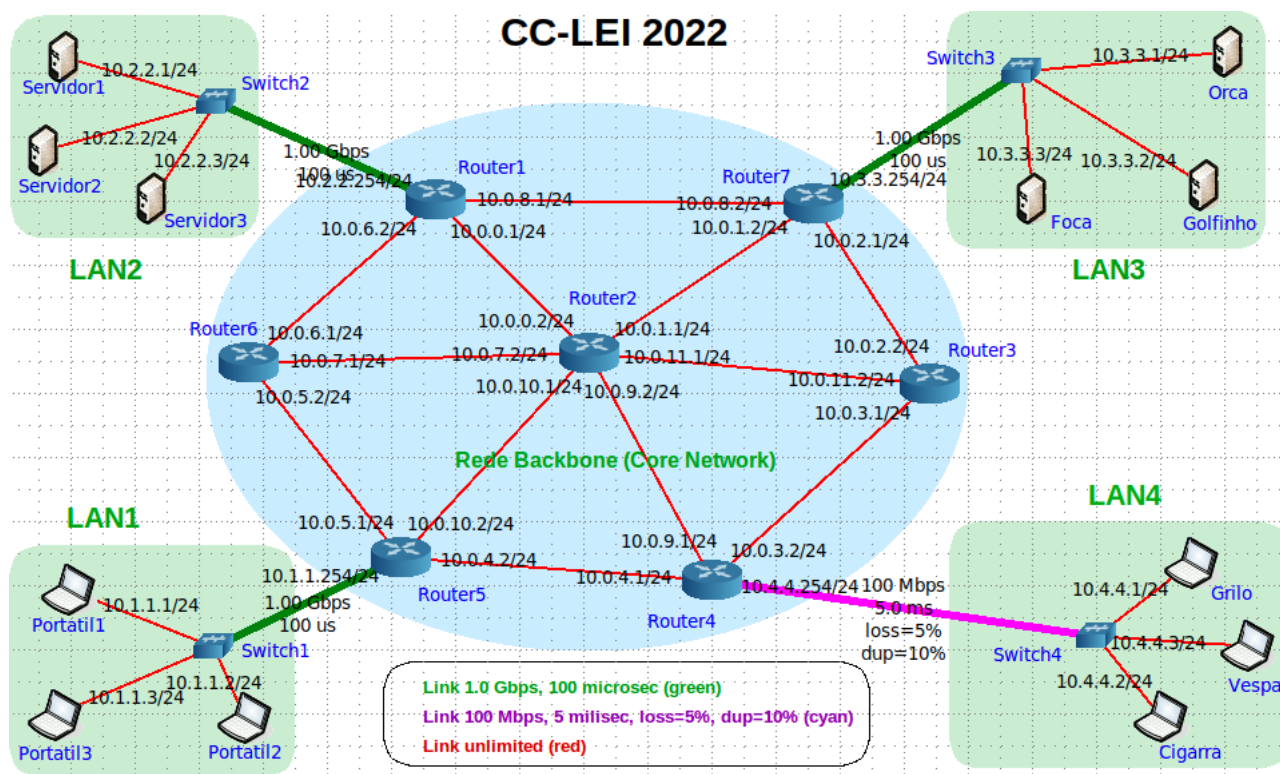 CC-LEI 2022
10.2.2.1/24
Servidor1
Switch2
10.2.2.2/24
10.2.2.3/24
Servidor2
Servidor3
LAN2
1.00 Gbps
100 us
10.2.2.254/24
Router1
10.0.8.1/24
10.0.6.2/24
10.0.0.1/24
Switch3
10.3.3.1/24
Orca
10.3.3.3/24
10.3.3.2/24
Foca
Golfinho
LAN3
1.00 Gbps
100 us
10.3.3.254/24
Router7
10.0.8.2/24
10.0.1.2/24
10.0.2.1/24
Router2
10.0.0.2/24
10.0.1.1/24
10.0.7.2/24
10.0.11.1/24
10.0.10.1/24
10.0.9.2/24
Router6
10.0.6.1/24
10.0.7.1/24
10.0.5.2/24
10.0.2.2/24
Router3
10.0.11.2/24
10.0.3.1/24
Rede Backbone (Core Network)
LAN1
10.0.5.1/24
10.0.10.2/24
10.0.4.2/24
10.1.1.254/24
Router5
1.00 Gbps
100 us
10.1.1.1/24
Portatil1
Switch1
10.1.1.2/24
10.1.1.3/24
Portatil3
Portatil2
10.0.9.1/24
10.0.3.2/24
10.0.4.1/24
10.4.4.254/24
Router4
100 Mbps
5.0 ms
loss=5%
dup=10%
LAN4
10.4.4.1/24
Grilo
10.4.4.3/24
Switch4
10.4.4.2/24
Vespa
Cigarra
Link 1.0 Gbps, 100 microsec (green)
Link 100 Mbps, 5 milisec, loss=5%, dup=10% (cyan)
Link unlimited (red)